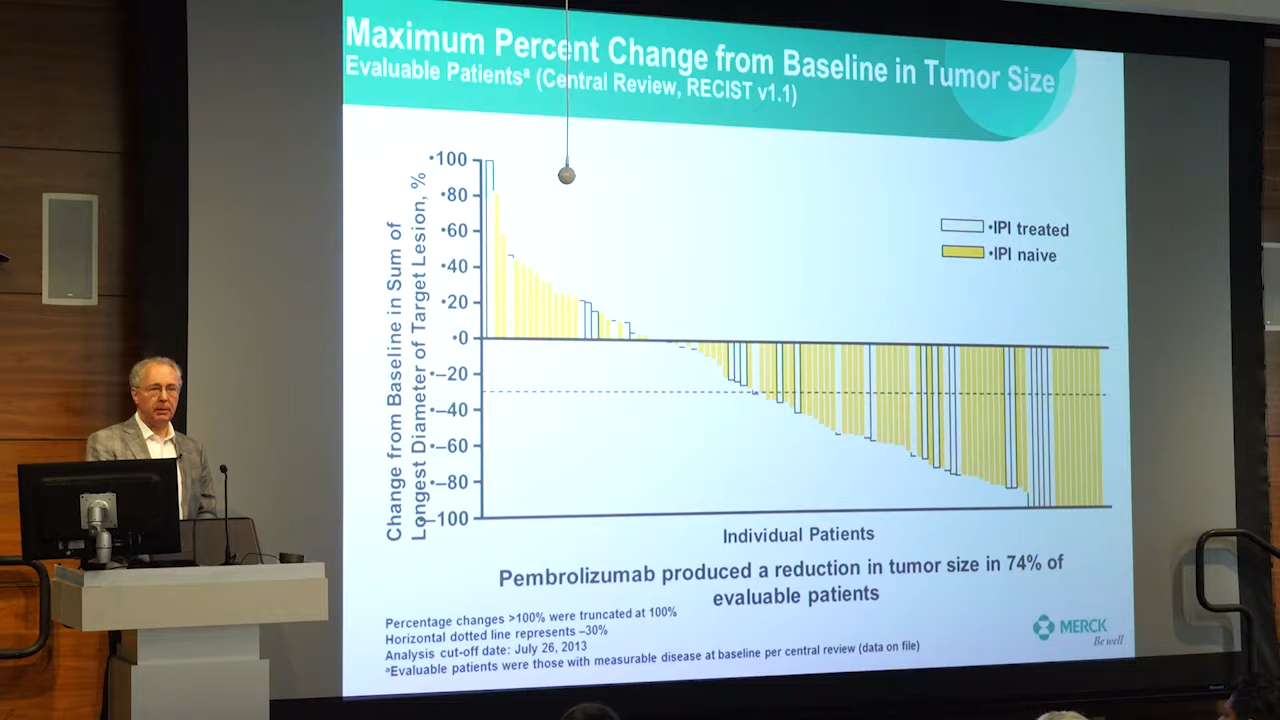 Maximum Percent Change from Baseline in Tumor Size
Evaluable Patientsª (Central Review, RECIST v1.1)
Change from Baseline in Sum of
Longest Diameter of Target Lesion, %
•100
•80
•60
•40
•20
•0
•–20
•–40
•–60
•–80
•–100
•IPI treated
•IPI naive
Individual Patients
Pembrolizumab produced a reduction in tumor size in 74% of
evaluable patients
Percentage changes >100% were truncated at 100%
Horizontal dotted line represents –30%
Analysis cut-off date: July 26, 2013
ªEvaluable patients were those with measurable disease at baseline per central review (data on file)
MERCK
Be well